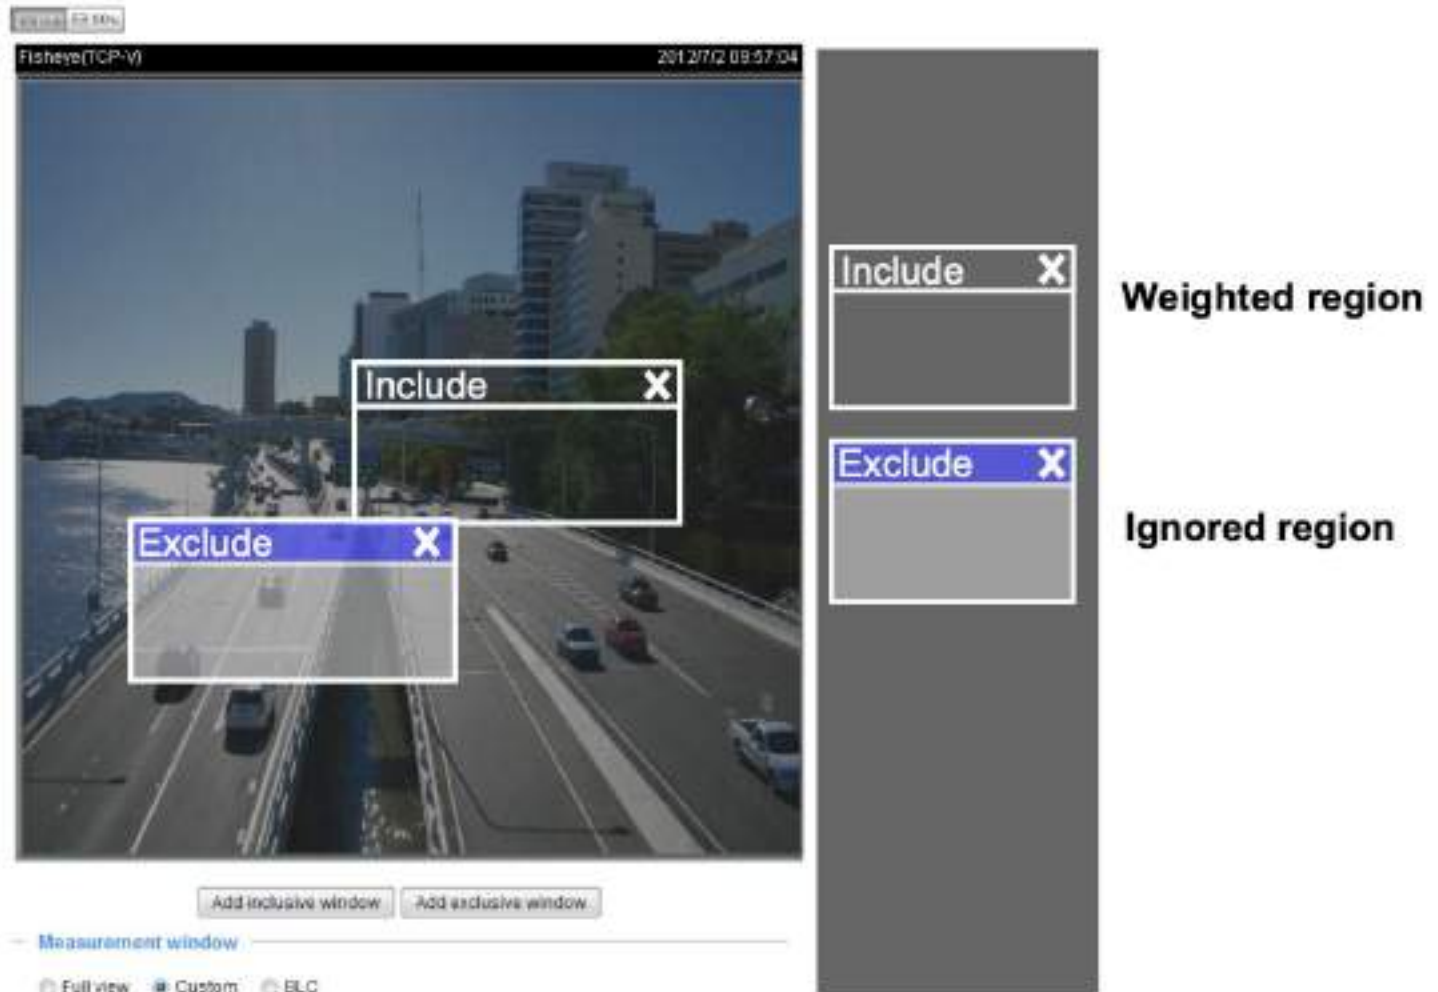 Fisheye(TCP-V) 2012/7/2 09:57:04
Include X
Weighted region
Include X
Exclude X
Ignored region
Exclude X
Add inclusive window Add exclusive window
Measurement window
Full view Custom BLC